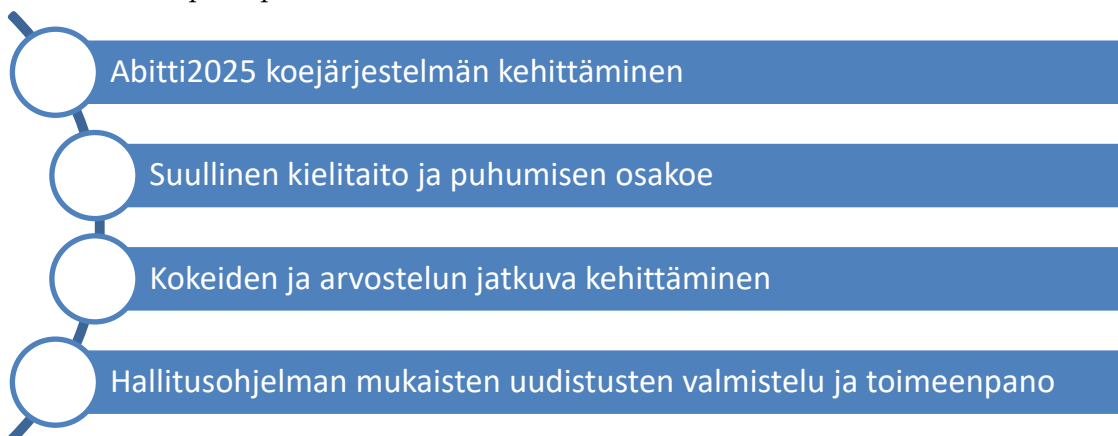 Abitti2025 koejärjestelmän kehittäminen
Suullinen kielitaito ja puhumisen osakoe
Kokeiden ja arvostelun jatkuva kehittäminen
Hallitusohjelman mukaisten uudistusten valmistelu ja toimeenpano